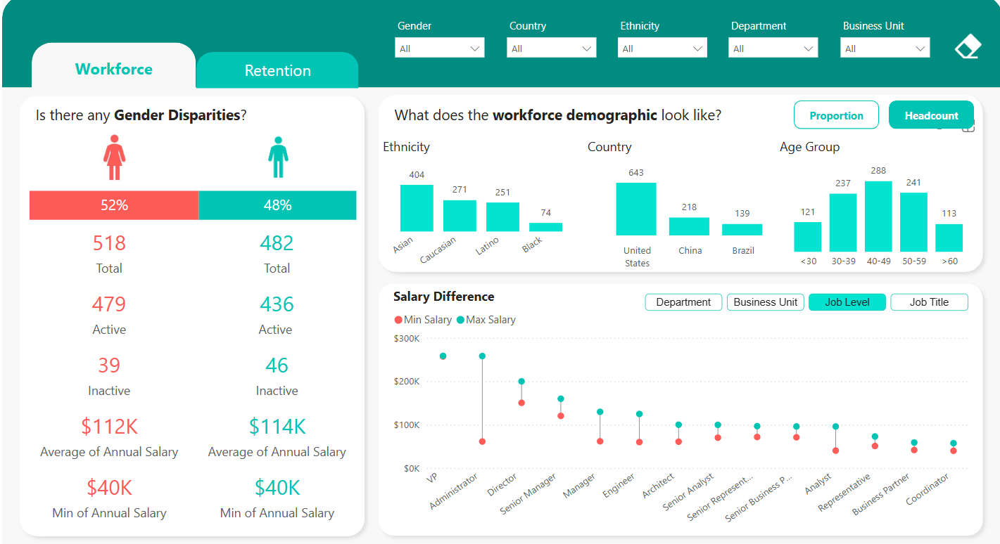 Gender
Country
Ethnicity
Department
Business Unit
All
All
All
All
All
Workforce
Retention
Is there any Gender Disparities?
52%
48%
518
482
Total
Total
479
436
Active
Active
39
46
Inactive
Inactive
$112K
$114K
Average of Annual Salary
Average of Annual Salary
$40K
$40K
Min of Annual Salary
Min of Annual Salary
What does the workforce demographic look like?
Proportion
Headcount
Ethnicity
404
271
251
74
Asian
Caucasian
Latino
Black
Country
643
218
139
United
States
China
Brazil
Age Group
121
237
288
241
113
<30
30-39
40-49
50-59
>60
Salary Difference
Department
Business Unit
Job Level
Job Title
Min Salary
Max Salary
$300K
$200K
$100K
$0K
VP
Administrator
Director
Senior Manager
Manager
Engineer
Architect
Senior Analyst
Senior Represent...
Senior Business P...
Analyst
Representative
Business Partner
Coordinator